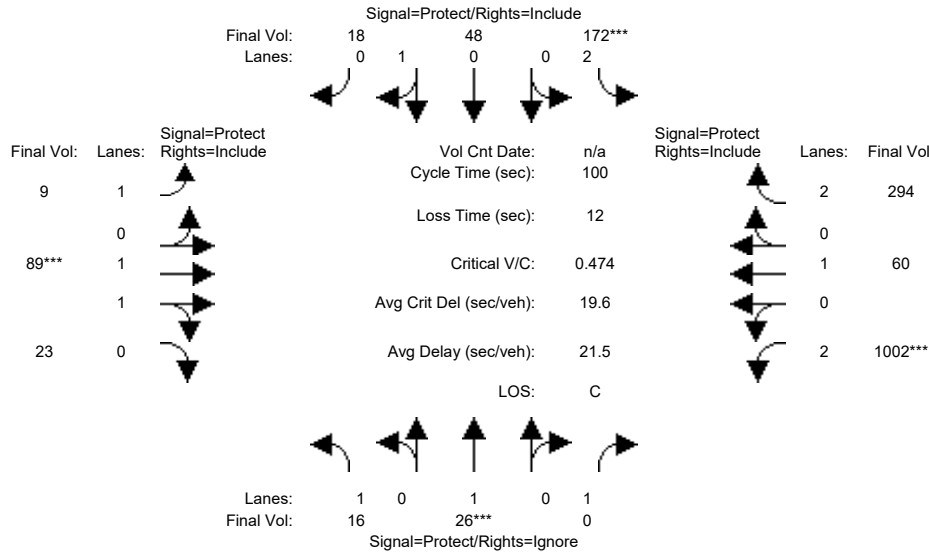 Signal=Protect/Rights=Include
Final Vol: 18 48 172***
Lanes: 0 1 0 0 2
Signal=Protect Signal=Protect
Final Vol: Lanes: Rights=Include Vol Cnt Date: n/a Rights=Include Lanes: Final Vol
Cycle Time (sec): 100
9 1 2 294
Loss Time (sec): 12
0 0
89*** 1 Critical V/C: 0.474 1 60
1 Avg Crit Del (sec/veh): 19.6 0
23 0 Avg Delay (sec/veh): 21.5 2 1002***
LOS: C
Lanes: 1 0 1 0 1
Final Vol: 16 26*** 0
Signal=Protect/Rights=Ignore